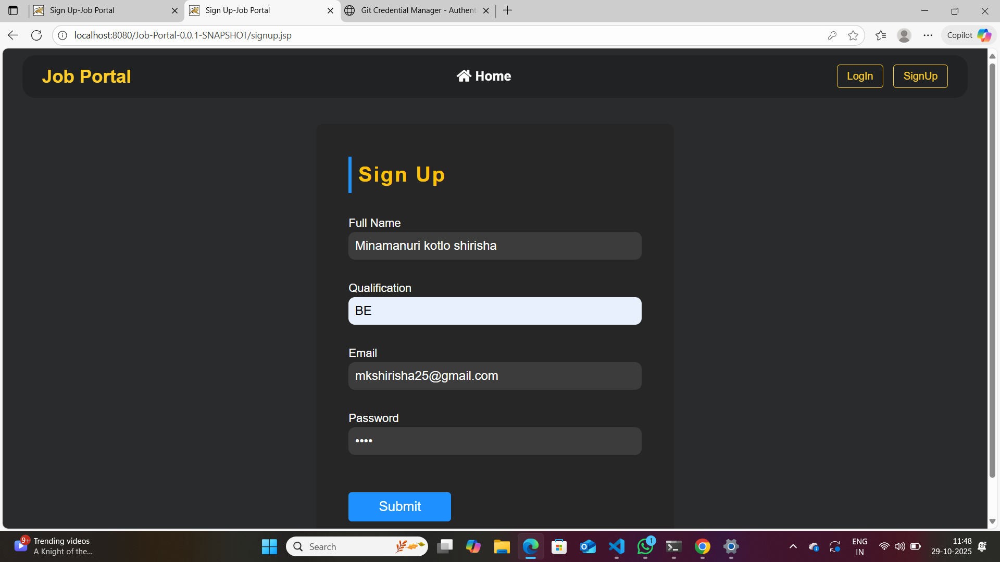 Sign Up-Job Portal
Sign Up-Job Portal
Git Credential Manager - Authent
localhost:8080/Job-Portal-0.0.1-SNAPSHOT/signup.jsp
Copilot
Job Portal
Home
LogIn
SignUp
Sign Up
Full Name
Minamanuri kotlo shirisha
Qualification
BE
Email
mkshirisha25@gmail.com
Password
••••
Submit
9+
Trending videos
A Knight of the...
Search
1
ENG
IN
11:48
29-10-2025